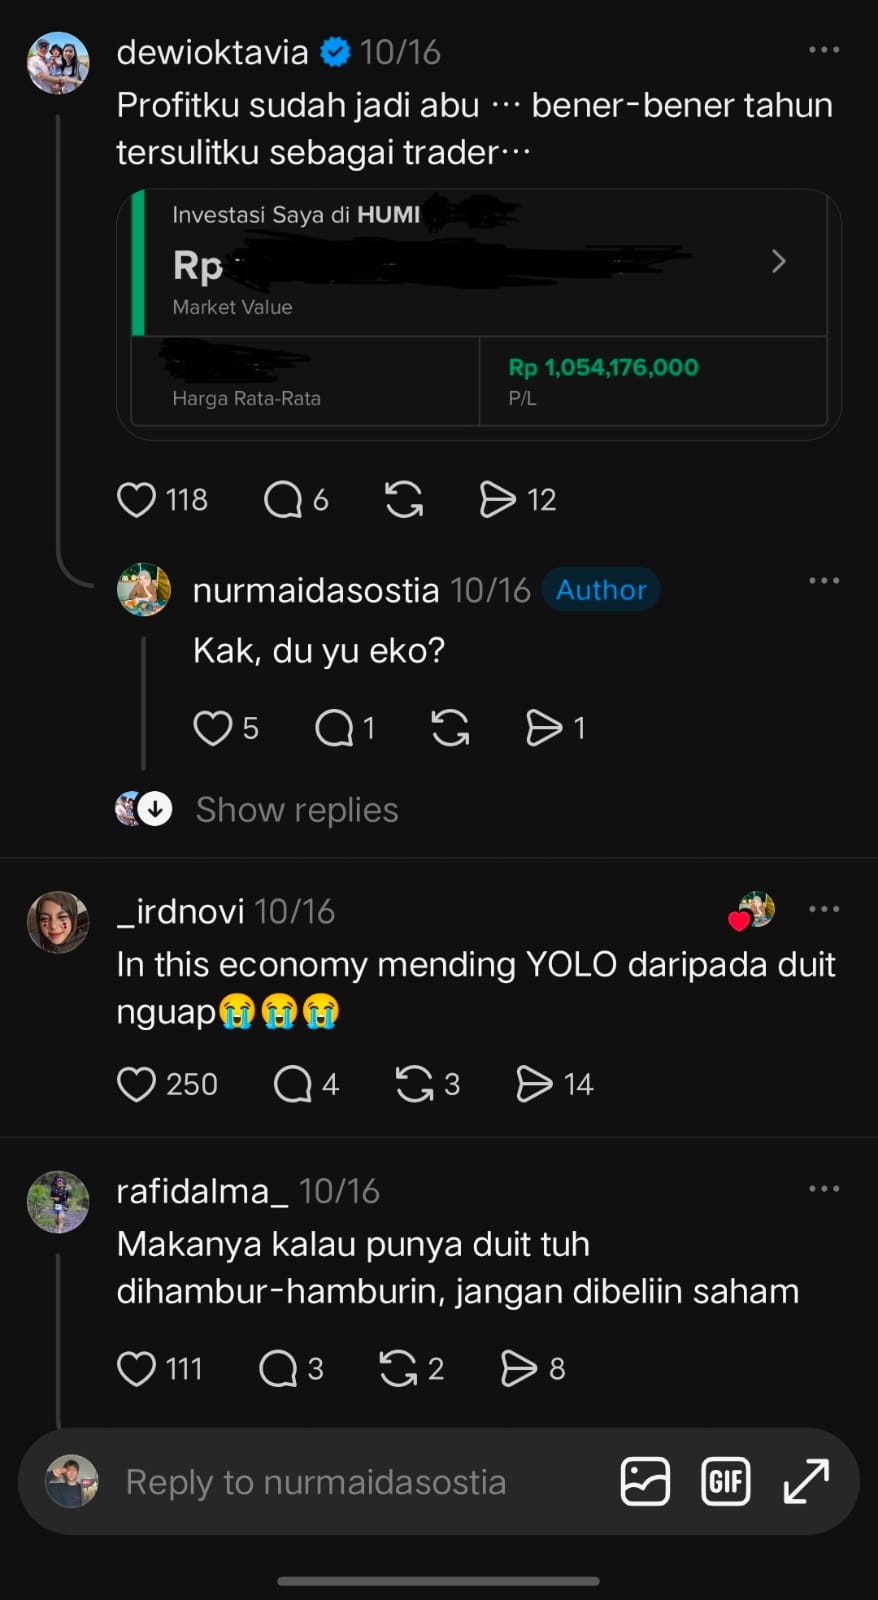 dewioktavia 10/16
Profitku sudah jadi abu ··· bener-bener tahun
tersulitku sebagai trader···
Investasi Saya di HUMI
Rp
Market Value
Harga Rata-Rata
Rp 1,054,176,000
P/L
118 6 12
nurmaidasostia 10/16 Author
Kak, du yu eko?
5 1 1
Show replies
_irdnovi 10/16
In this economy mending YOLO daripada duit
nguap😭😭😭
250 4 3 14
rafidalma_ 10/16
Makanya kalau punya duit tuh
dihambur-hamburin, jangan dibeliin saham
111 3 2 8
Reply to nurmaidasostia
GIF